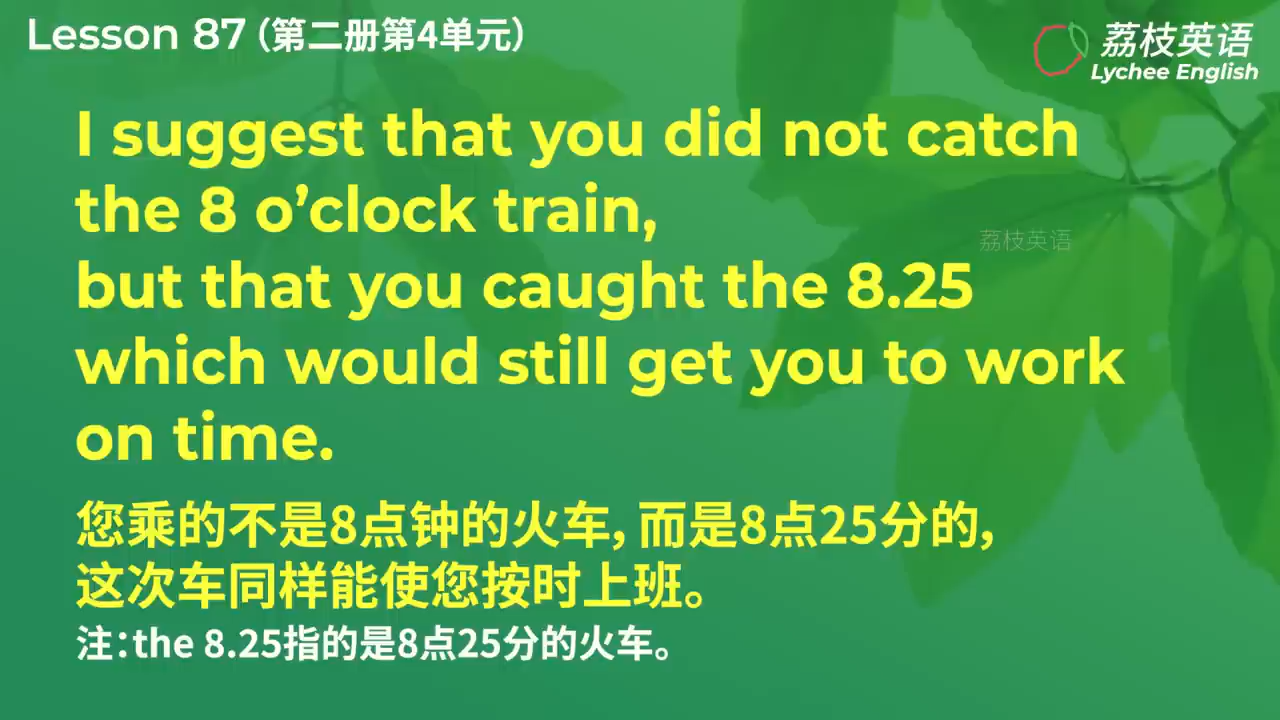 Lesson 87（第二册第4单元）
荔枝英语
Lychee English
I suggest that you did not catch
the 8 o’clock train,
荔枝英语
but that you caught the 8.25
which would still get you to work
on time.
您乘的不是8点钟的火车，而是8点25分的，
这次车同样能使您按时上班。
注：the 8.25指的是8点25分的火车。